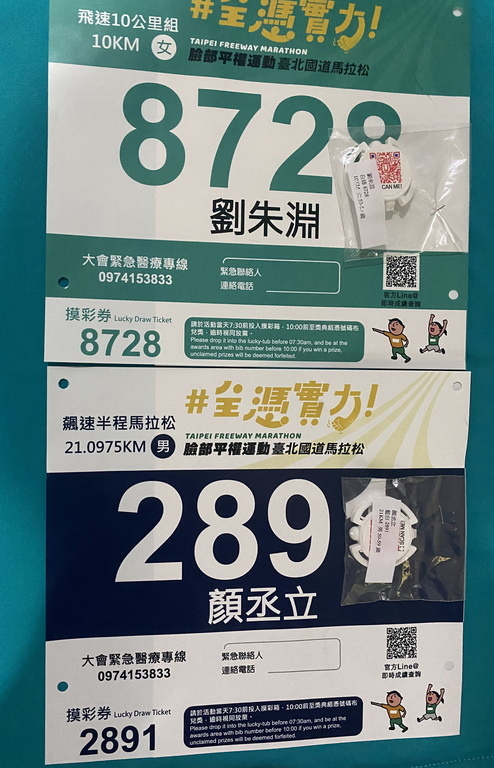 飛速10公里組
10KM 女
#全憑實力!
TAIPEI FREEWAY MARATHON
臉部平權運動 臺北國道馬拉松
8728
劉朱淵
CAN ME!
大會緊急醫療專線
0974153833
緊急聯絡人
連絡電話
官方Line@
即時成績查詢
摸彩券 Lucky Draw Ticket
8728
請於活動當天7:30前投入摸彩箱，10:00前至獎典組憑號碼布
兌獎，逾時視同放棄。
Please drop it into the lucky-tub before 07:30am, and be at the
awards area with bib number before 10:00 if you win a prize,
unclaimed prizes will be deemed forfeited.
飆速半程馬拉松
21.0975KM 男
#全憑實力!
TAIPEI FREEWAY MARATHON
臉部平權運動 臺北國道馬拉松
289
顏丞立
大會緊急醫療專線
0974153833
緊急聯絡人
連絡電話
官方Line@
即時成績查詢
摸彩券 Lucky Draw Ticket
2891
請於活動當天7:30前投入摸彩箱，10:00前至獎典組憑號碼布
兌獎，逾時視同放棄。
Please drop it into the lucky-tub before 07:30am, and be at the
awards area with bib number before 10:00 if you win a prize,
unclaimed prizes will be deemed forfeited.